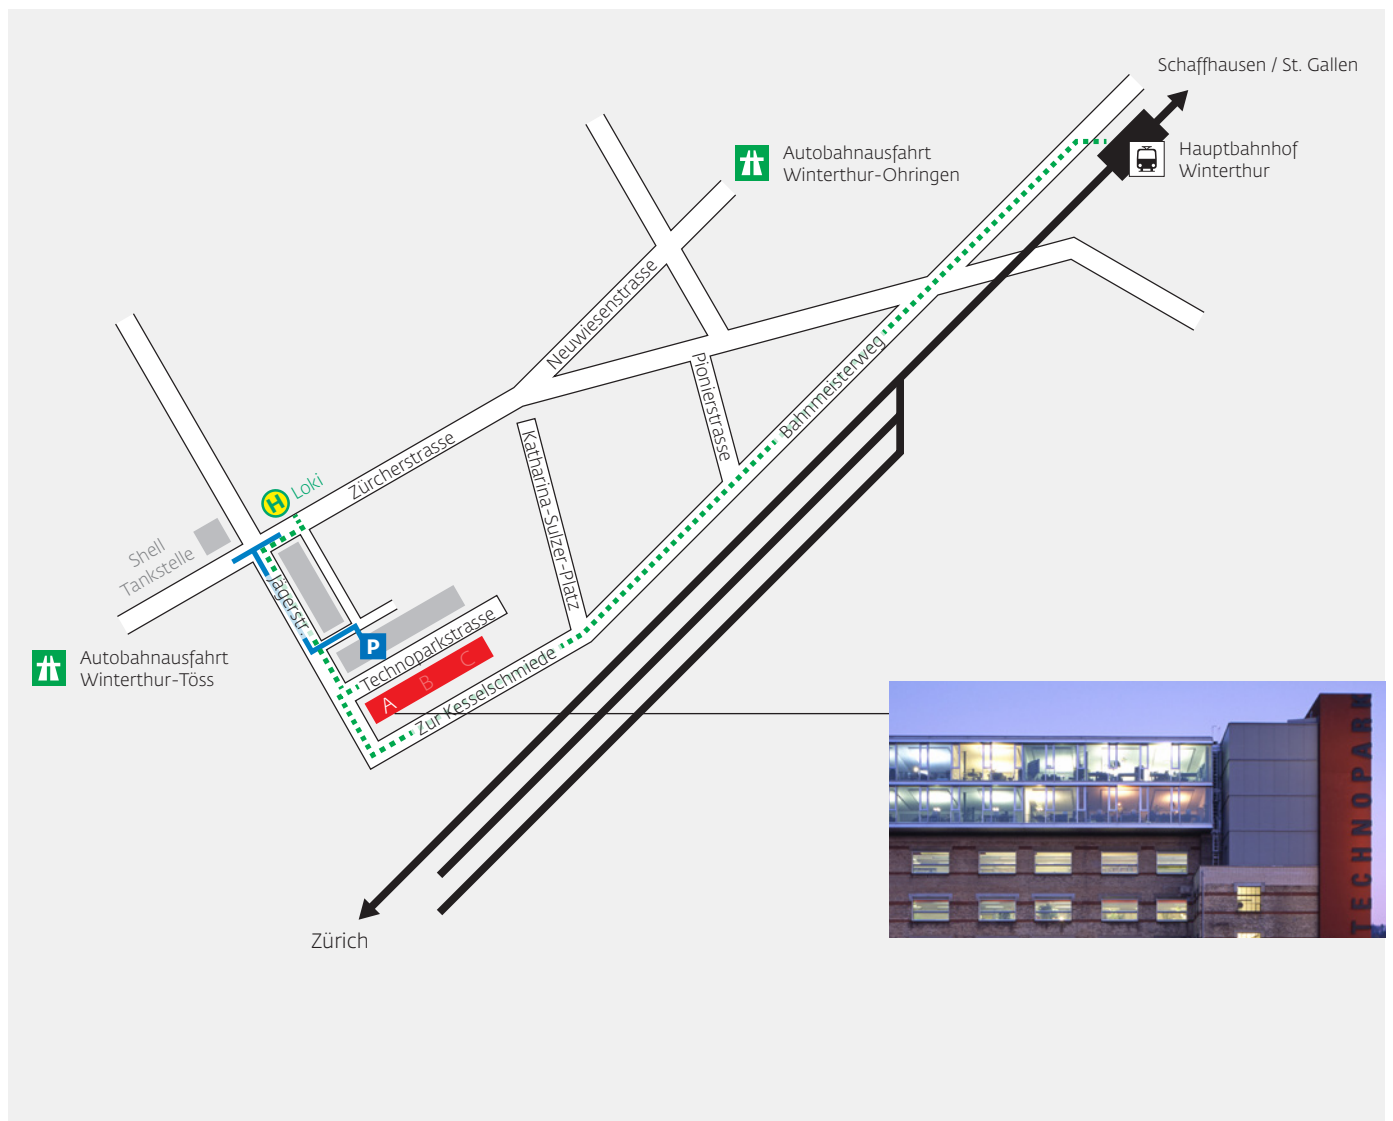 Schaffhausen / St. Gallen
Hauptbahnhof
Winterthur
Autobahnausfahrt
Winterthur-Ohringen
Neuwiesenstrasse
Pionierstrasse
Bahnmeisterweg
Zürcherstrasse
Katharina-Sulzer-Platz
H
Loki
Shell
Tankstelle
Jägerstr.
P
Technoparkstrasse
A
B
C
Zur Kesselschmiede
Autobahnausfahrt
Winterthur-Töss
Zürich
TECHNOPARK